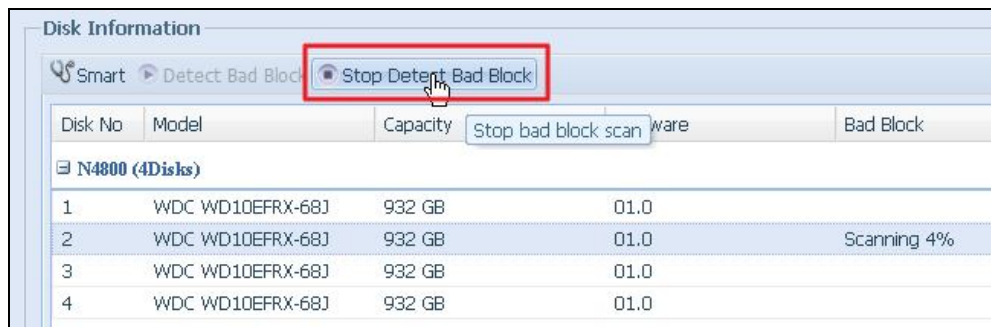 Disk Information
Smart Detect Bad Block Stop Detect Bad Block
Disk No Model Capacity ware Bad Block
Stop bad block scan
N4800 (4Disks)
1 WDC WD10EFRX-68J 932 GB 01.0
2 WDC WD10EFRX-68J 932 GB 01.0 Scanning 4%
3 WDC WD10EFRX-68J 932 GB 01.0
4 WDC WD10EFRX-68J 932 GB 01.0